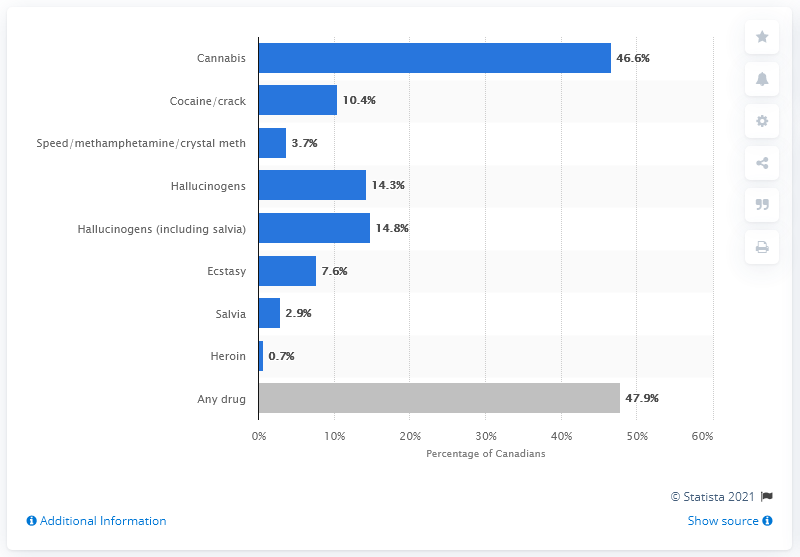 Cannabis 46.6%
Cocaine/crack 10.4%
Speed/methamphetamine/crystal meth 3.7%
Hallucinogens 14.3%
Hallucinogens (including salvia) 14.8%
Ecstasy 7.6%
Salvia 2.9%
Heroin 0.7%
Any drug 47.9%
0% 10% 20% 30% 40% 50% 60%
Percentage of Canadians
© Statista 2021
Additional Information Show source